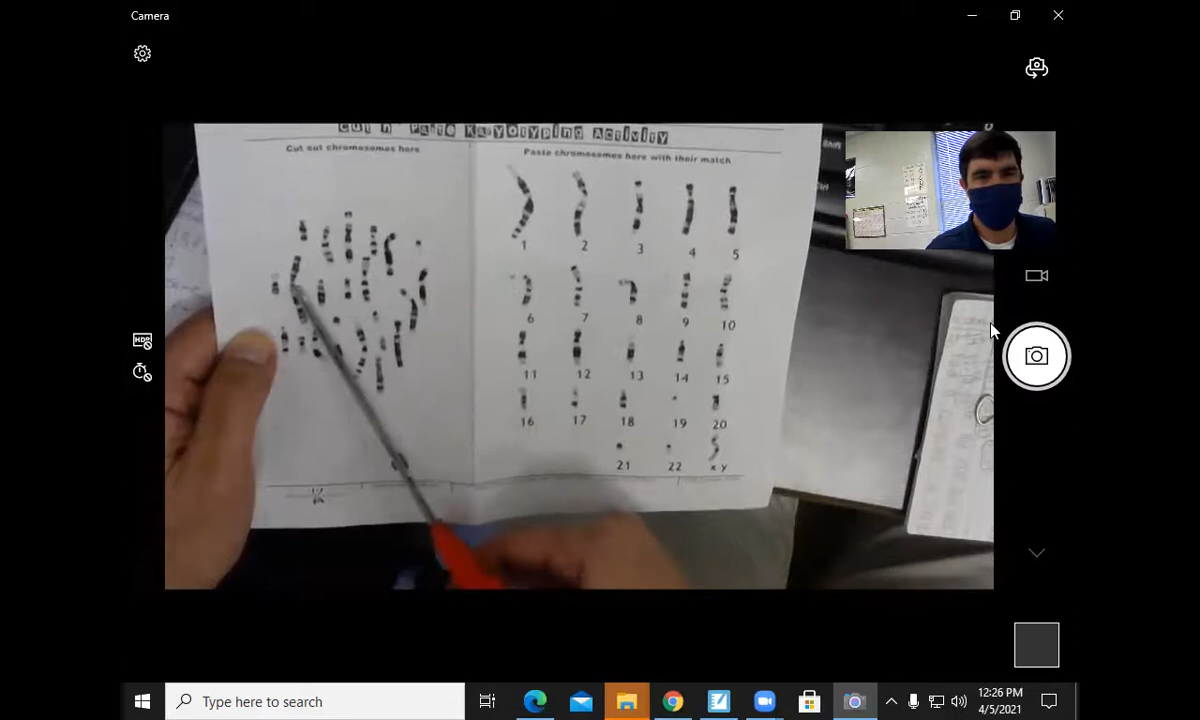 Camera
Cut n' Paste Karyotyping Activity
Cut out chromosomes here
Paste chromosomes here with their match
1 2 3 4 5
6 7 8 9 10
11 12 13 14 15
16 17 18 19 20
21 22 x y
Type here to search
12:26 PM
4/5/2021